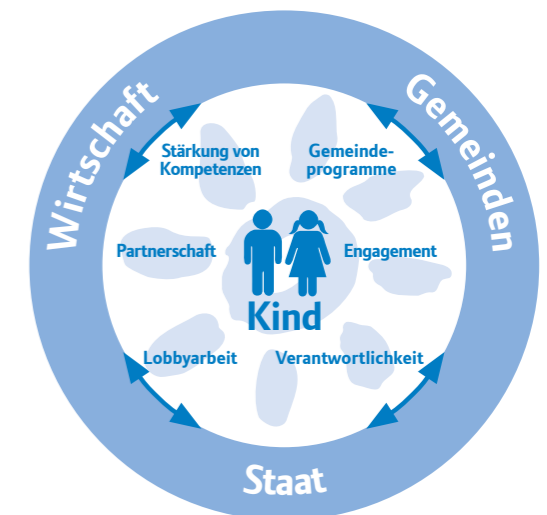 Wirtschaft
Gemeinden
Stärkung von
Kompetenzen
Gemeinde-
programme
Partnerschaft
Engagement
Kind
Lobbyarbeit
Verantwortlichkeit
Staat